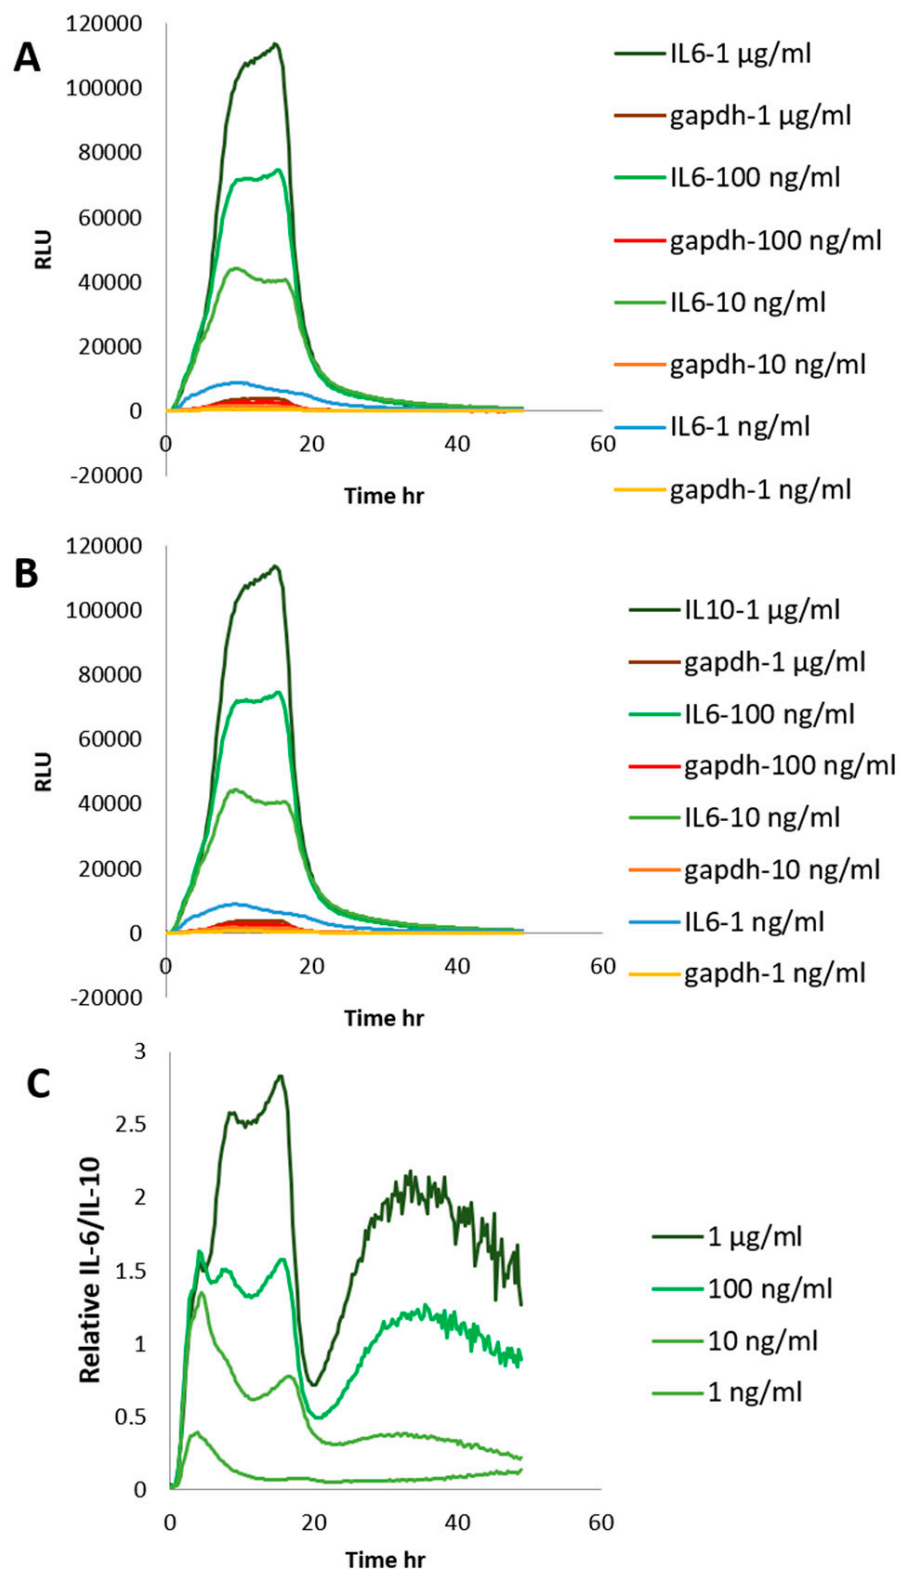 A
120000
100000
80000
60000
40000
20000
0
-20000
RLU
0 20 40 60
Time hr
IL6-1 µg/ml
gapdh-1 µg/ml
IL6-100 ng/ml
gapdh-100 ng/ml
IL6-10 ng/ml
gapdh-10 ng/ml
IL6-1 ng/ml
gapdh-1 ng/ml
B
120000
100000
80000
60000
40000
20000
0
-20000
RLU
0 20 40 60
Time hr
IL10-1 µg/ml
gapdh-1 µg/ml
IL6-100 ng/ml
gapdh-100 ng/ml
IL6-10 ng/ml
gapdh-10 ng/ml
IL6-1 ng/ml
gapdh-1 ng/ml
C
3
2.5
2
1.5
1
0.5
0
Relative IL-6/IL-10
0 20 40 60
Time hr
1 µg/ml
100 ng/ml
10 ng/ml
1 ng/ml